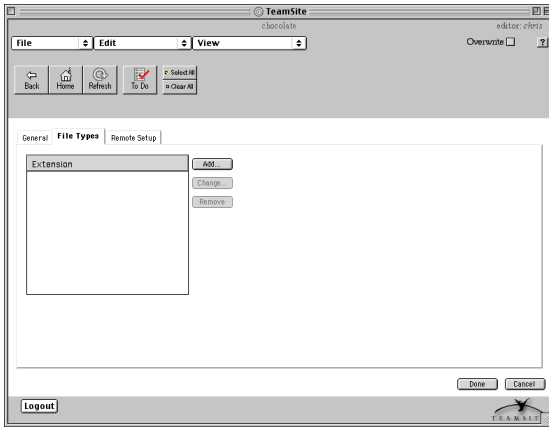 TeamSite
chocolate
editor: chris
File Edit View Overwrite ?
Back Home Refresh To Do Select All
Clear All
General File Types Remote Setup
Extension Add...
Change...
Remove
Done Cancel
Logout
TEAMSIT